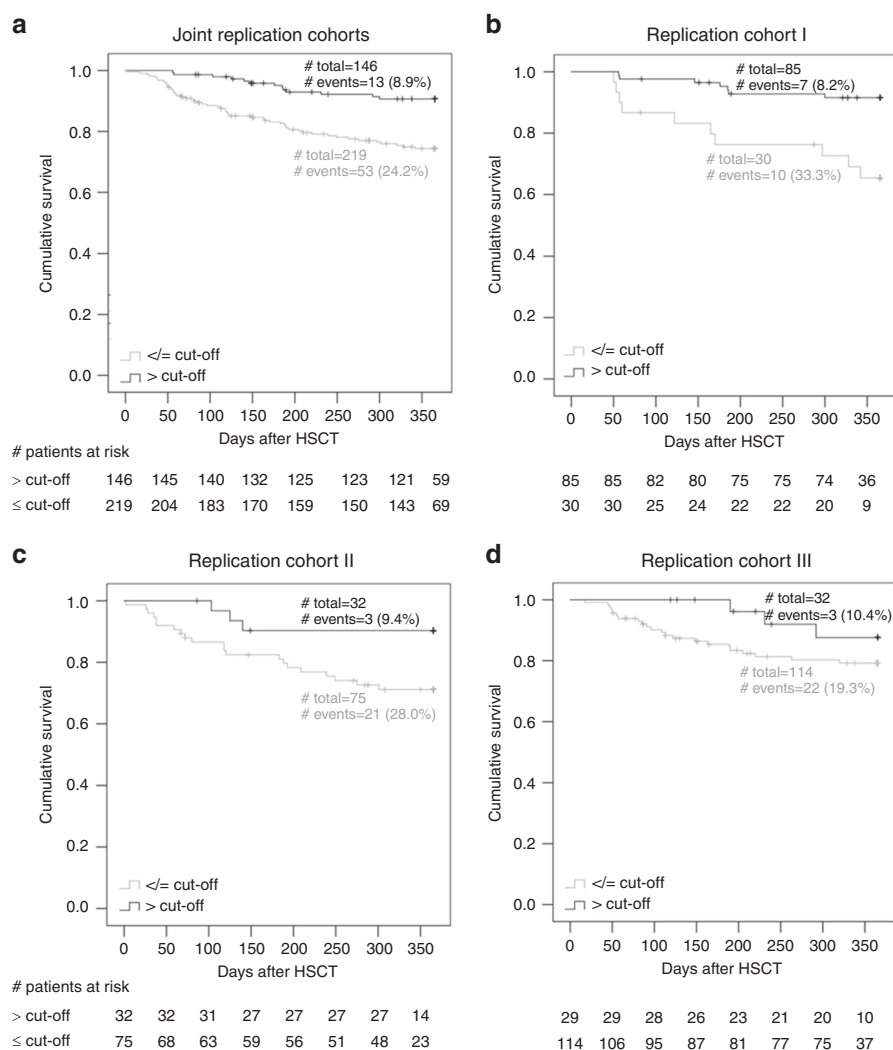 a
Joint replication cohorts
# total=146
# events=13 (8.9%)
# total=219
# events=53 (24.2%)
Cumulative survival
1.0
0.8
0.6
0.4
0.2
0.0
</= cut-off
> cut-off
0 50 100 150 200 250 300 350
Days after HSCT
# patients at risk
> cut-off 146 145 140 132 125 123 121 59
≤ cut-off 219 204 183 170 159 150 143 69
b
Replication cohort I
# total=85
# events=7 (8.2%)
# total=30
# events=10 (33.3%)
Cumulative survival
1.0
0.8
0.6
0.4
0.2
0.0
</= cut-off
> cut-off
0 50 100 150 200 250 300 350
Days after HSCT
85 85 82 80 75 75 74 36
30 30 25 24 22 22 20 9
c
Replication cohort II
# total=32
# events=3 (9.4%)
# total=75
# events=21 (28.0%)
Cumulative survival
1.0
0.8
0.6
0.4
0.2
0.0
</= cut-off
> cut-off
0 50 100 150 200 250 300 350
Days after HSCT
# patients at risk
> cut-off 32 32 31 27 27 27 27 14
≤ cut-off 75 68 63 59 56 51 48 23
d
Replication cohort III
# total=32
# events=3 (10.4%)
# total=114
# events=22 (19.3%)
Cumulative survival
1.0
0.8
0.6
0.4
0.2
0.0
</= cut-off
> cut-off
0 50 100 150 200 250 300 350
Days after HSCT
29 29 28 26 23 21 20 10
114 106 95 87 81 77 75 37